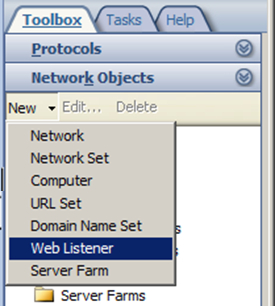 Toolbox Tasks Help
Protocols
Network Objects
New Edit... Delete
Network
Network Set
Computer
URL Set
Domain Name Set
Web Listener
Server Farm
Server Farms